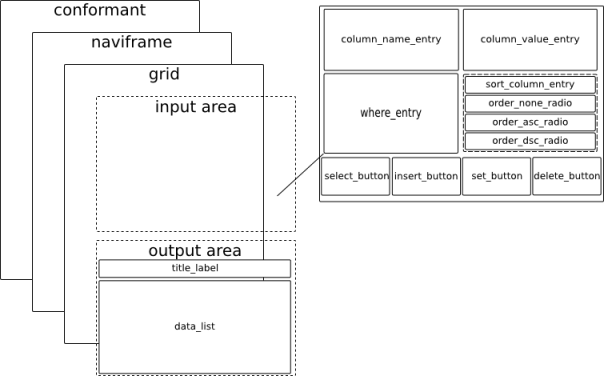 conformant
naviframe
grid
input area
output area
title_label
data_list
column_name_entry
column_value_entry
where_entry
sort_column_entry
order_none_radio
order_asc_radio
order_dsc_radio
select_button
insert_button
set_button
delete_button